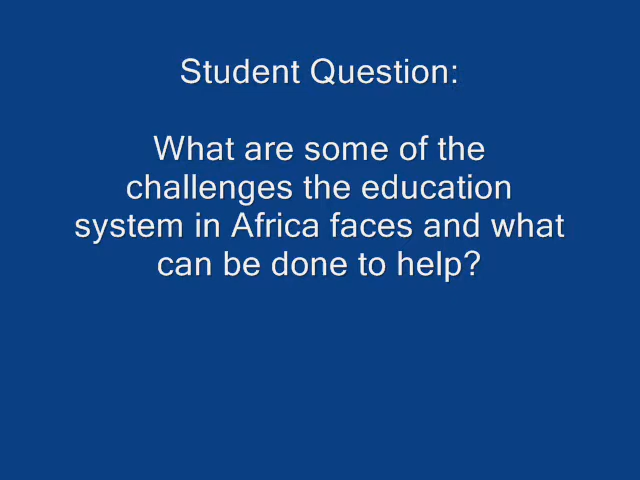 Student Question:
What are some of the
challenges the education
system in Africa faces and what
can be done to help?